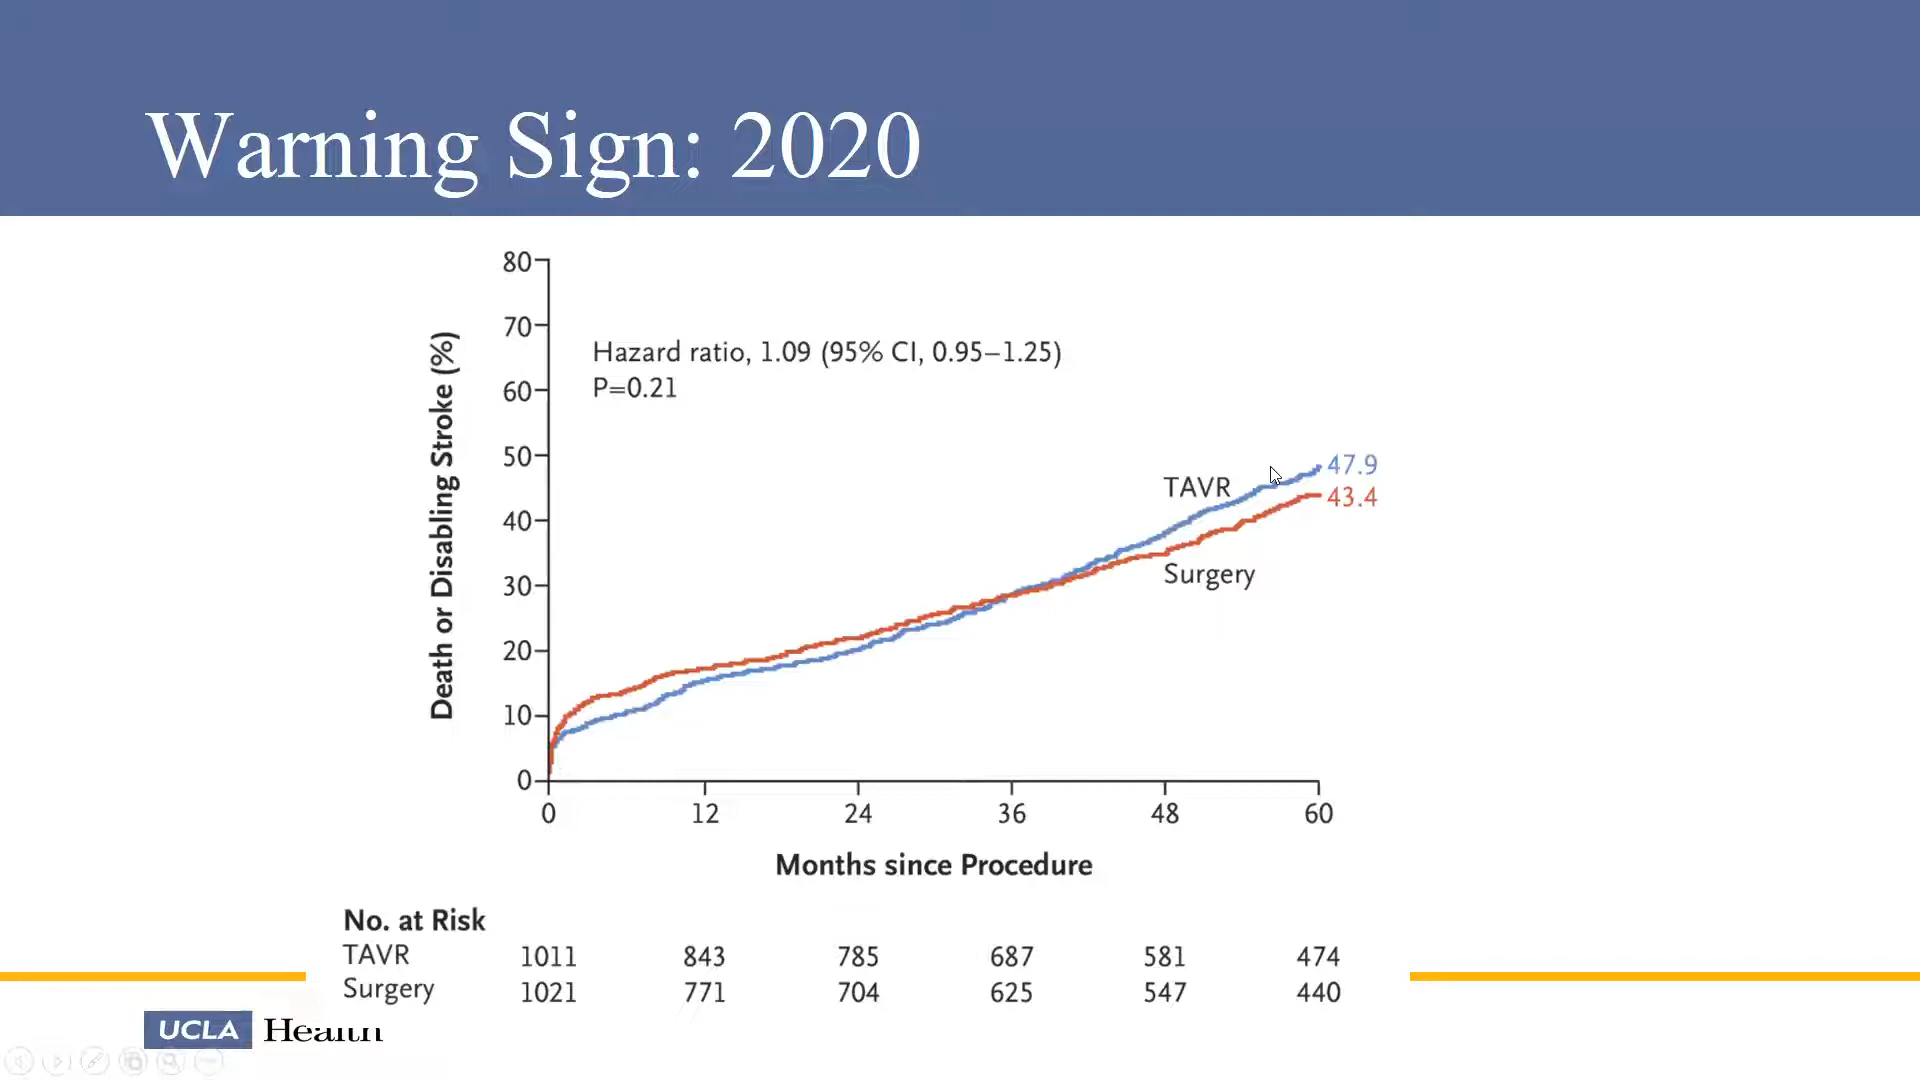 Warning Sign: 2020
80
70
60
50
40
30
20
10
0
Death or Disabling Stroke (%)
Hazard ratio, 1.09 (95% CI, 0.95–1.25)
P=0.21
TAVR
47.9
43.4
Surgery
0 12 24 36 48 60
Months since Procedure
No. at Risk
TAVR 1011 843 785 687 581 474
Surgery 1021 771 704 625 547 440
UCLA Health